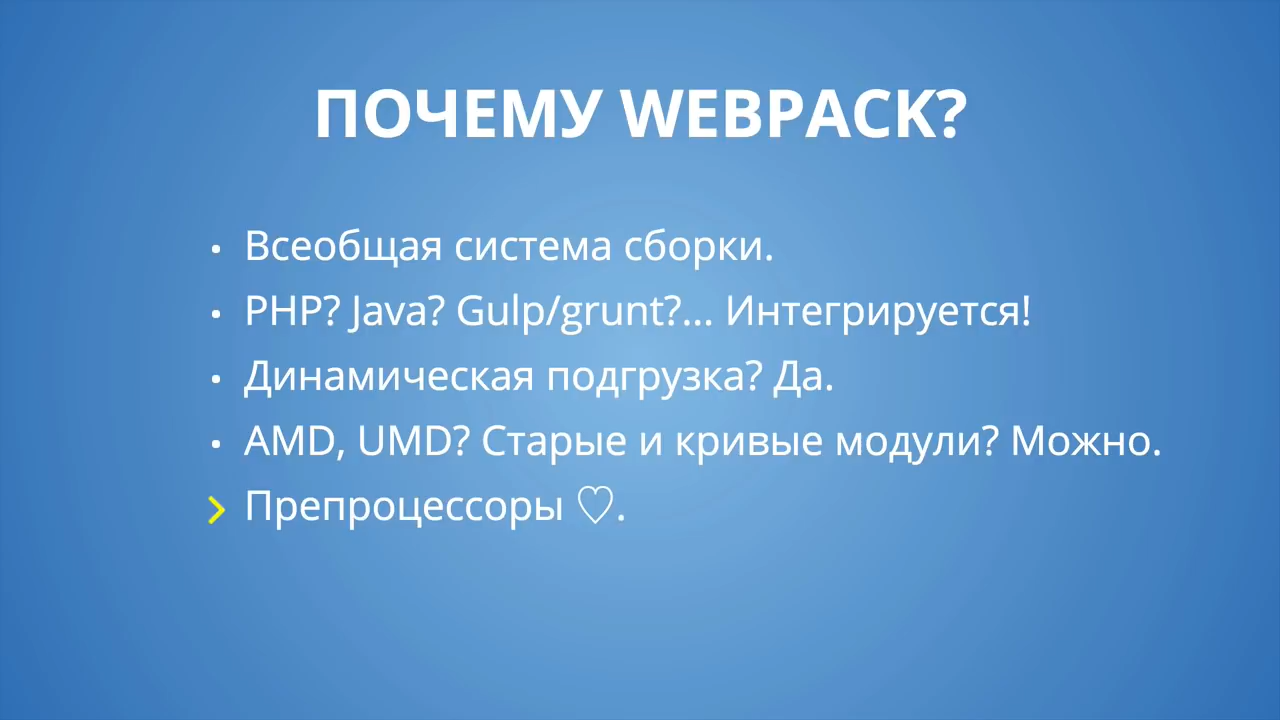 ПОЧЕМУ WEBPACK?
Всеобщая система сборки.
PHP? Java? Gulp/grunt?... Интегрируется!
Динамическая подгрузка? Да.
AMD, UMD? Старые и кривые модули? Можно.
Препроцессоры ♡.